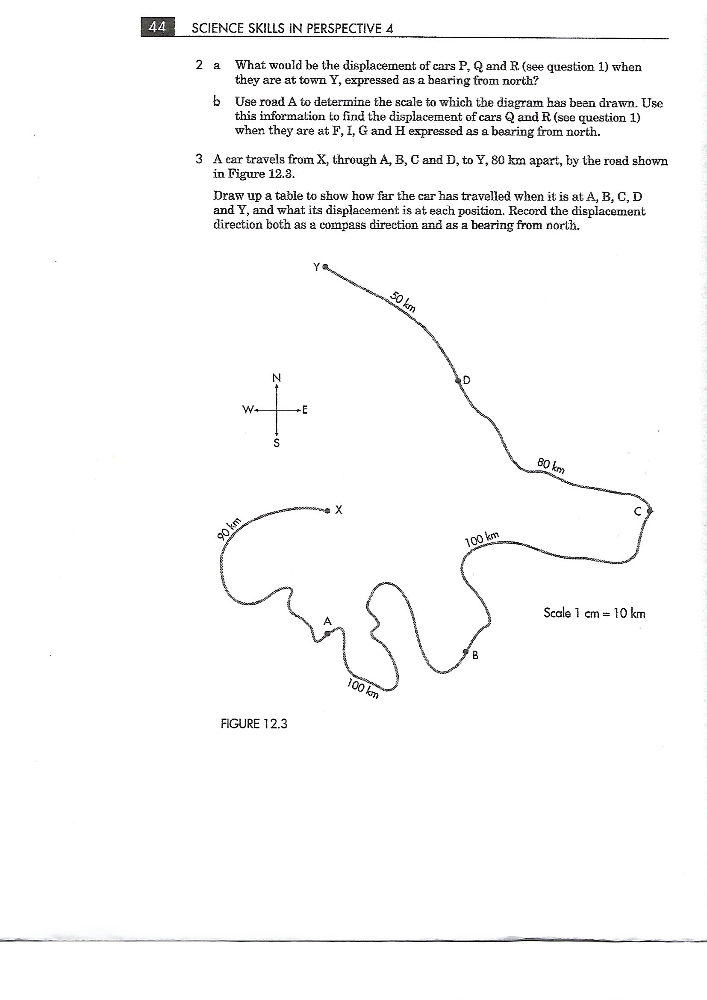 44 SCIENCE SKILLS IN PERSPECTIVE 4
2 a What would be the displacement of cars P, Q and R (see question 1) when
they are at town Y, expressed as a bearing from north?
b Use road A to determine the scale to which the diagram has been drawn. Use
this information to find the displacement of cars Q and R (see question 1)
when they are at F, I, G and H expressed as a bearing from north.
3 A car travels from X, through A, B, C and D, to Y, 80 km apart, by the road shown
in Figure 12.3.
Draw up a table to show how far the car has travelled when it is at A, B, C, D
and Y, and what its displacement is at each position. Record the displacement
direction both as a compass direction and as a bearing from north.
Y
50 km
D
N
W E
S
80 km
X
C
90 km
100 km
Scale 1 cm = 10 km
A
B
100 km
FIGURE 12.3